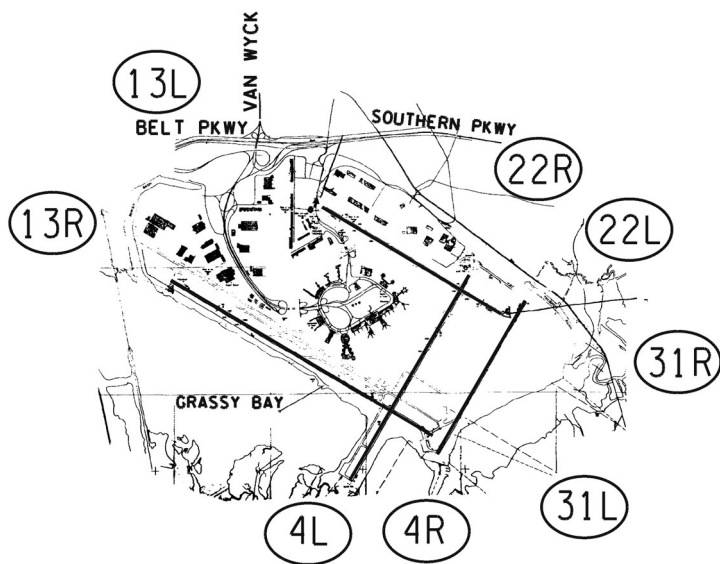 VAN WYCK
13L
BELT PKWY
SOUTHERN PKWY
22R
13R
22L
31R
GRASSY BAY
31L
4L
4R